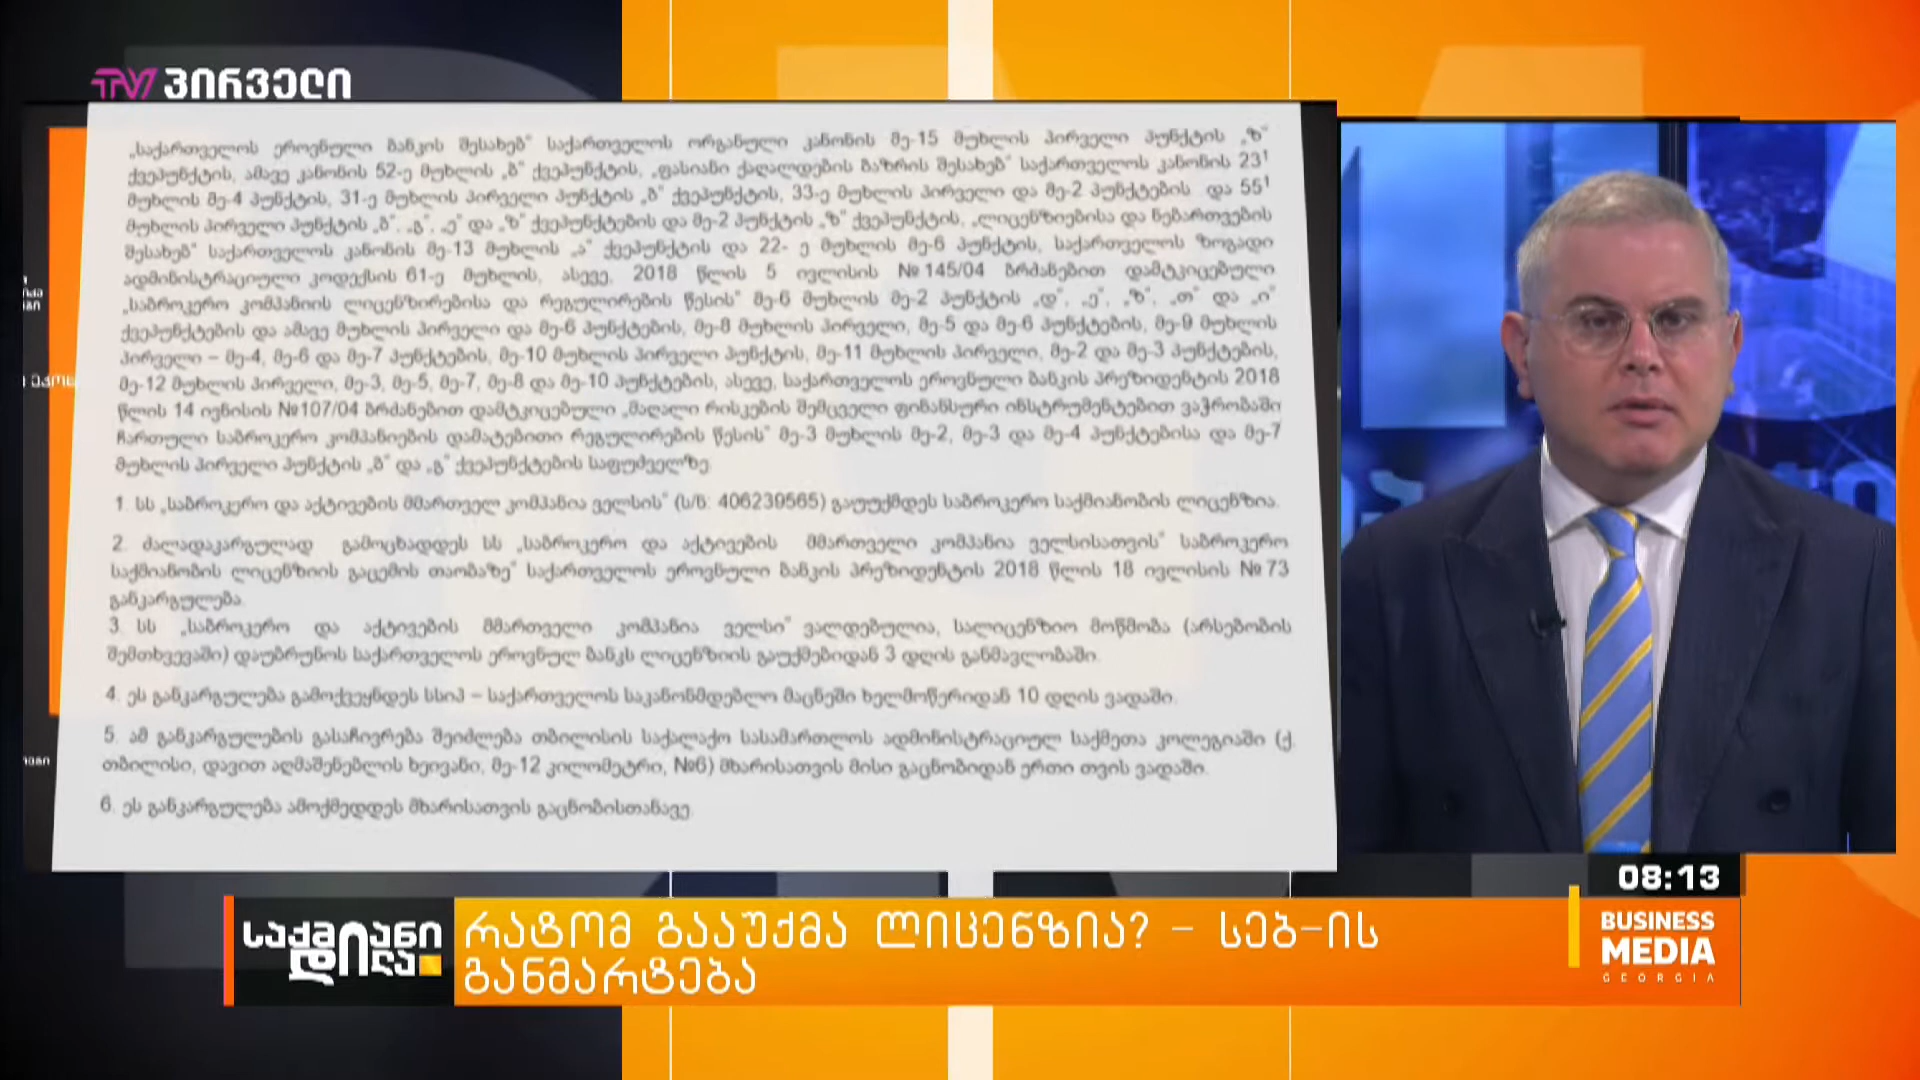 TV ᲞᲘᲠᲕᲔᲚᲘ
„საქართველოს ეროვნული ბანკის შესახებ“ საქართველოს ორგანული კანონის მე-15 მუხლის პირველი პუნქტის „ზ“
ქვეპუნქტის, ამავე კანონის 52-ე მუხლის „ბ“ ქვეპუნქტის, „ფასიანი ქაღალდების ბაზრის შესახებ“ საქართველოს კანონის 23¹
მუხლის მე-4 პუნქტის, 31-ე მუხლის პირველი პუნქტის „ბ“ ქვეპუნქტის, 33-ე მუხლის პირველი და მე-2 პუნქტების და 55¹
მუხლის პირველი პუნქტის „ბ“, „გ“, „ე“ და „ზ“ ქვეპუნქტების და მე-2 პუნქტის „ზ“ ქვეპუნქტის, „ლიცენზიებისა და ნებართვების
შესახებ“ საქართველოს კანონის მე-13 მუხლის „ა“ ქვეპუნქტის და 22- ე მუხლის მე-6 პუნქტის, საქართველოს ზოგადი
ადმინისტრაციული კოდექსის 61-ე მუხლის, ასევე, 2018 წლის 5 ივლისის №145/04 ბრძანებით დამტკიცებული
„საბროკერო კომპანიის ლიცენზირებისა და რეგულირების წესის“ მე-6 მუხლის მე-2 პუნქტის „დ“, „ე“, „ზ“, „თ“ და „ი“
ქვეპუნქტების და ამავე მუხლის პირველი და მე-6 პუნქტების, მე-8 მუხლის პირველი, მე-5 და მე-6 პუნქტების, მე-9 მუხლის
პირველი – მე-4, მე-6 და მე-7 პუნქტების, მე-10 მუხლის პირველი პუნქტის, მე-11 მუხლის პირველი, მე-2 და მე-3 პუნქტების,
მე-12 მუხლის პირველი, მე-3, მე-5, მე-7, მე-8 და მე-10 პუნქტების, ასევე, საქართველოს ეროვნული ბანკის პრეზიდენტის 2018
წლის 14 ივნისის №107/04 ბრძანებით დამტკიცებული „მაღალი რისკების შემცველი ფინანსური ინსტრუმენტებით ვაჭრობაში
ჩართული საბროკერო კომპანიების დამატებითი რეგულირების წესის“ მე-3 მუხლის მე-2, მე-3 და მე-4 პუნქტებისა და მე-7
მუხლის პირველი პუნქტის „ბ“ და „გ“ ქვეპუნქტების საფუძველზე:
1. სს „საბროკერო და აქტივების მმართველ კომპანია ველსის“ (ს/ნ: 406239565) გაუუქმდეს საბროკერო საქმიანობის ლიცენზია.
2. ძალადაკარგულად გამოცხადდეს სს „საბროკერო და აქტივების მმართველი კომპანია ველსისათვის“ საბროკერო
საქმიანობის ლიცენზიის გაცემის თაობაზე“ საქართველოს ეროვნული ბანკის პრეზიდენტის 2018 წლის 18 ივლისის №73
განკარგულება.
3. სს „საბროკერო და აქტივების მმართველი კომპანია ველსი“ ვალდებულია, სალიცენზიო მოწმობა (არსებობის
შემთხვევაში) დაუბრუნოს საქართველოს ეროვნულ ბანკს ლიცენზიის გაუქმებიდან 3 დღის განმავლობაში.
4. ეს განკარგულება გამოქვეყნდეს სსიპ – საქართველოს საკანონმდებლო მაცნეში ხელმოწერიდან 10 დღის ვადაში.
5. ამ განკარგულების გასაჩივრება შეიძლება თბილისის საქალაქო სასამართლოს ადმინისტრაციულ საქმეთა კოლეგიაში (ქ.
თბილისი, დავით აღმაშენებლის ხეივანი, მე-12 კილომეტრი, №6) მხარისათვის მისი გაცნობიდან ერთი თვის ვადაში.
6. ეს განკარგულება ამოქმედდეს მხარისათვის გაცნობისთანავე.
08:13
საქმიანი
დილა
ᲠᲐᲢᲝᲛ ᲒᲐᲐᲣᲥᲛᲐ ᲚᲘᲪᲔᲜᲖᲘᲐ? - ᲡᲔᲑ-ᲘᲡ
ᲒᲐᲜᲛᲐᲠᲢᲔᲑᲐ
BUSINESS
MEDIA
GEORGIA